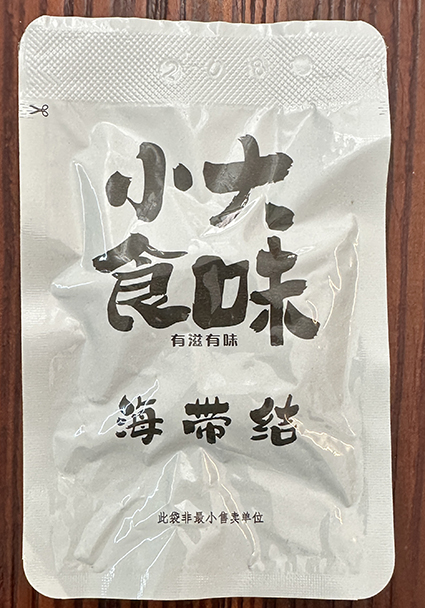 小大
食味
有滋有味
海带结
此袋非最小售卖单位